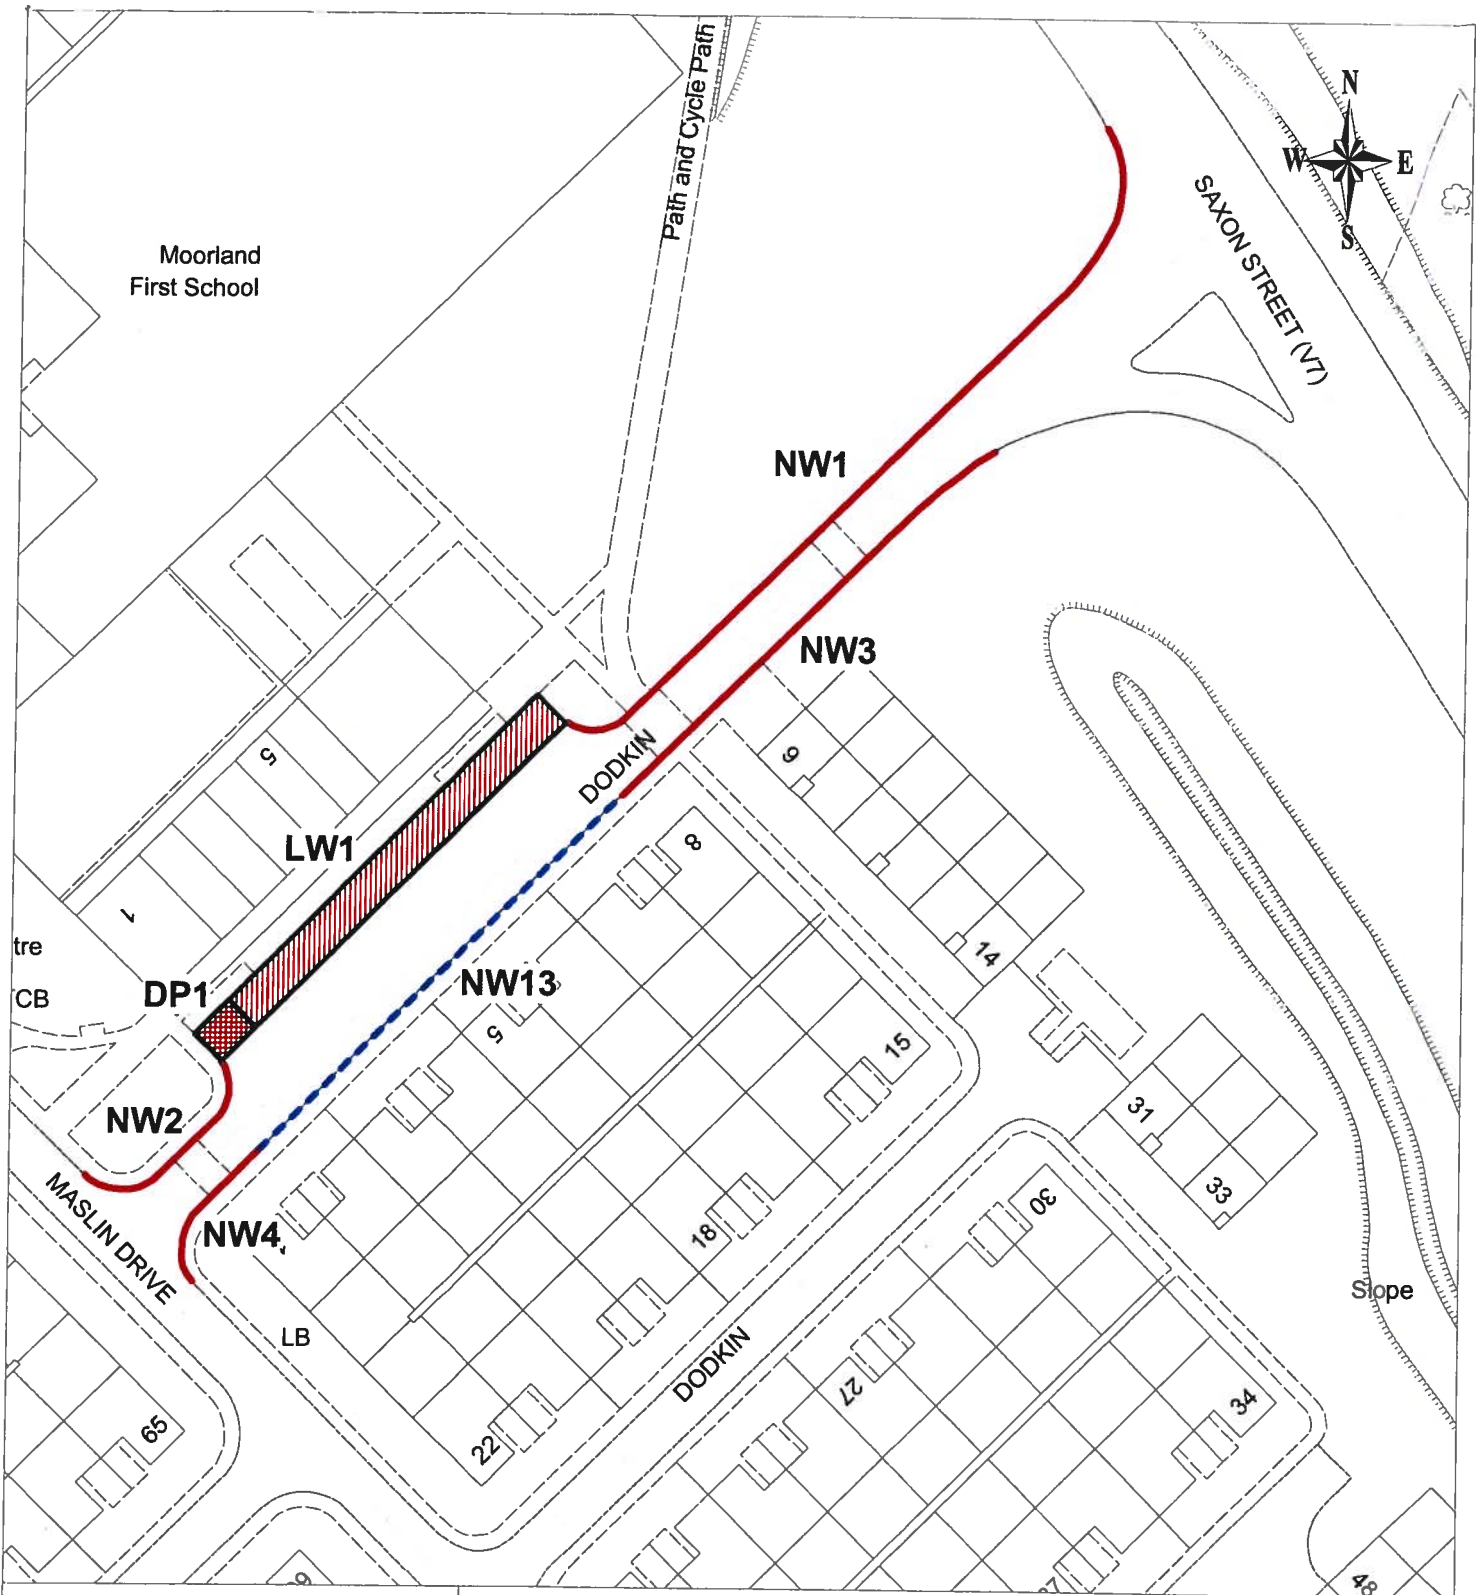 Path and Cycle Path
N
W
E
S
SAXON STREET (V7)
Moorland
First School
NW1
NW3
DODKIN
5
9
LW1
8
1
tre
CB
DP1
NW13
5
14
15
NW2
31
33
MASLIN DRIVE
NW4
18
30
Slope
LB
DODKIN
27
34
65
22
48